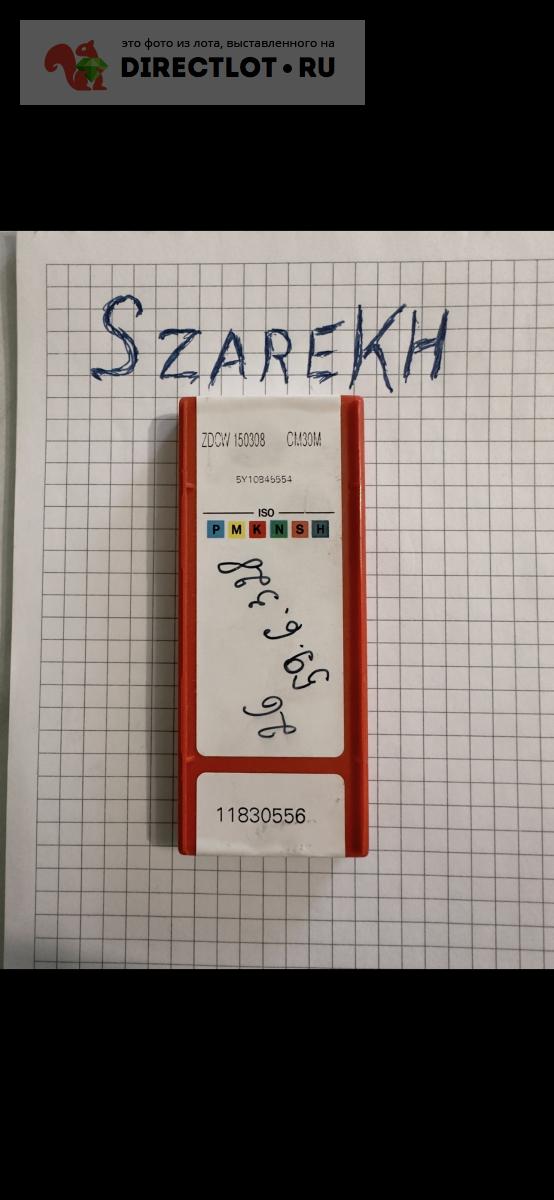 это фото из лота, выставленного на
DIRECTLOT.RU
SZAREKH
ZDCW 150308 CM30M
5Y10846554
ISO
P M K N S H
11830556